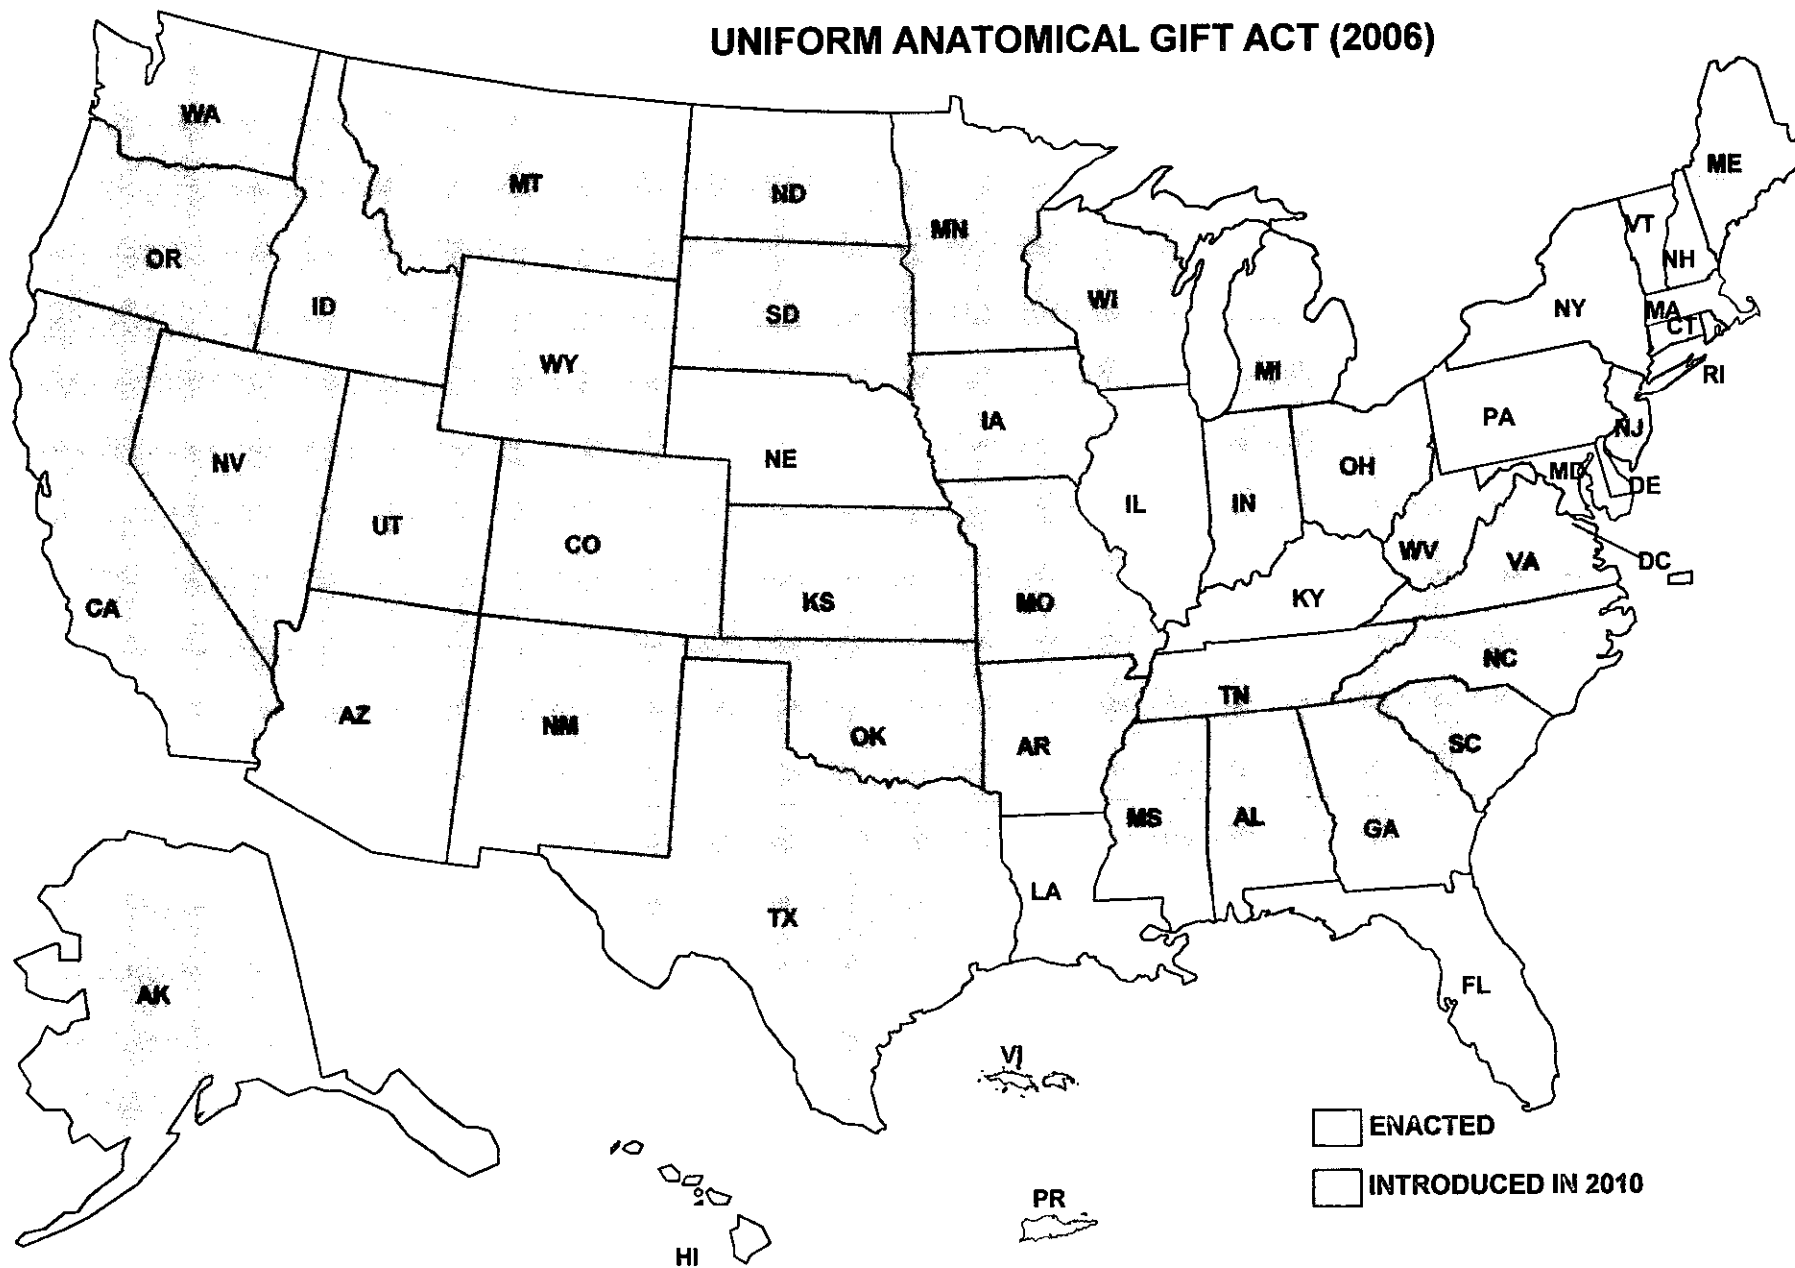 UNIFORM ANATOMICAL GIFT ACT (2006)
WA
MT
ND
MN
ME
VT
NH
OR
ID
SD
WI
NY
MA
CT
WY
MI
RI
IA
PA
NJ
NV
NE
OH
MD
DE
UT
CO
IL
IN
WV
VA
DC
CA
KS
MO
KY
NC
AZ
NM
OK
AR
TN
SC
MS
AL
GA
TX
LA
AK
FL
VI
ENACTED
INTRODUCED IN 2010
PR
HI